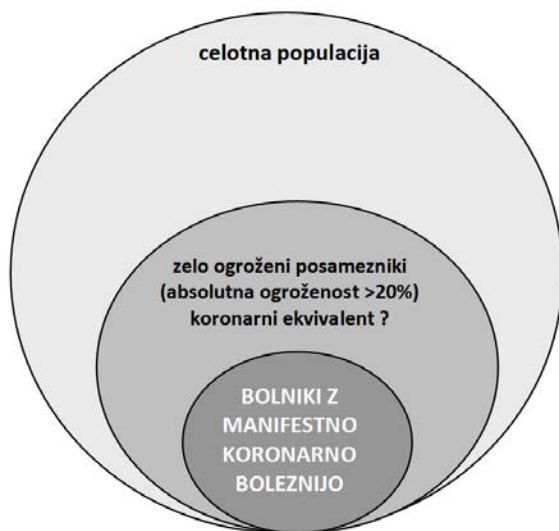 celotna populacija
zelo ogroženi posamezniki
(absolutna ogroženost >20%)
koronarni ekvivalent ?
BOLNIKI Z
MANIFESTNO
KORONARNO
BOLEZNIJO